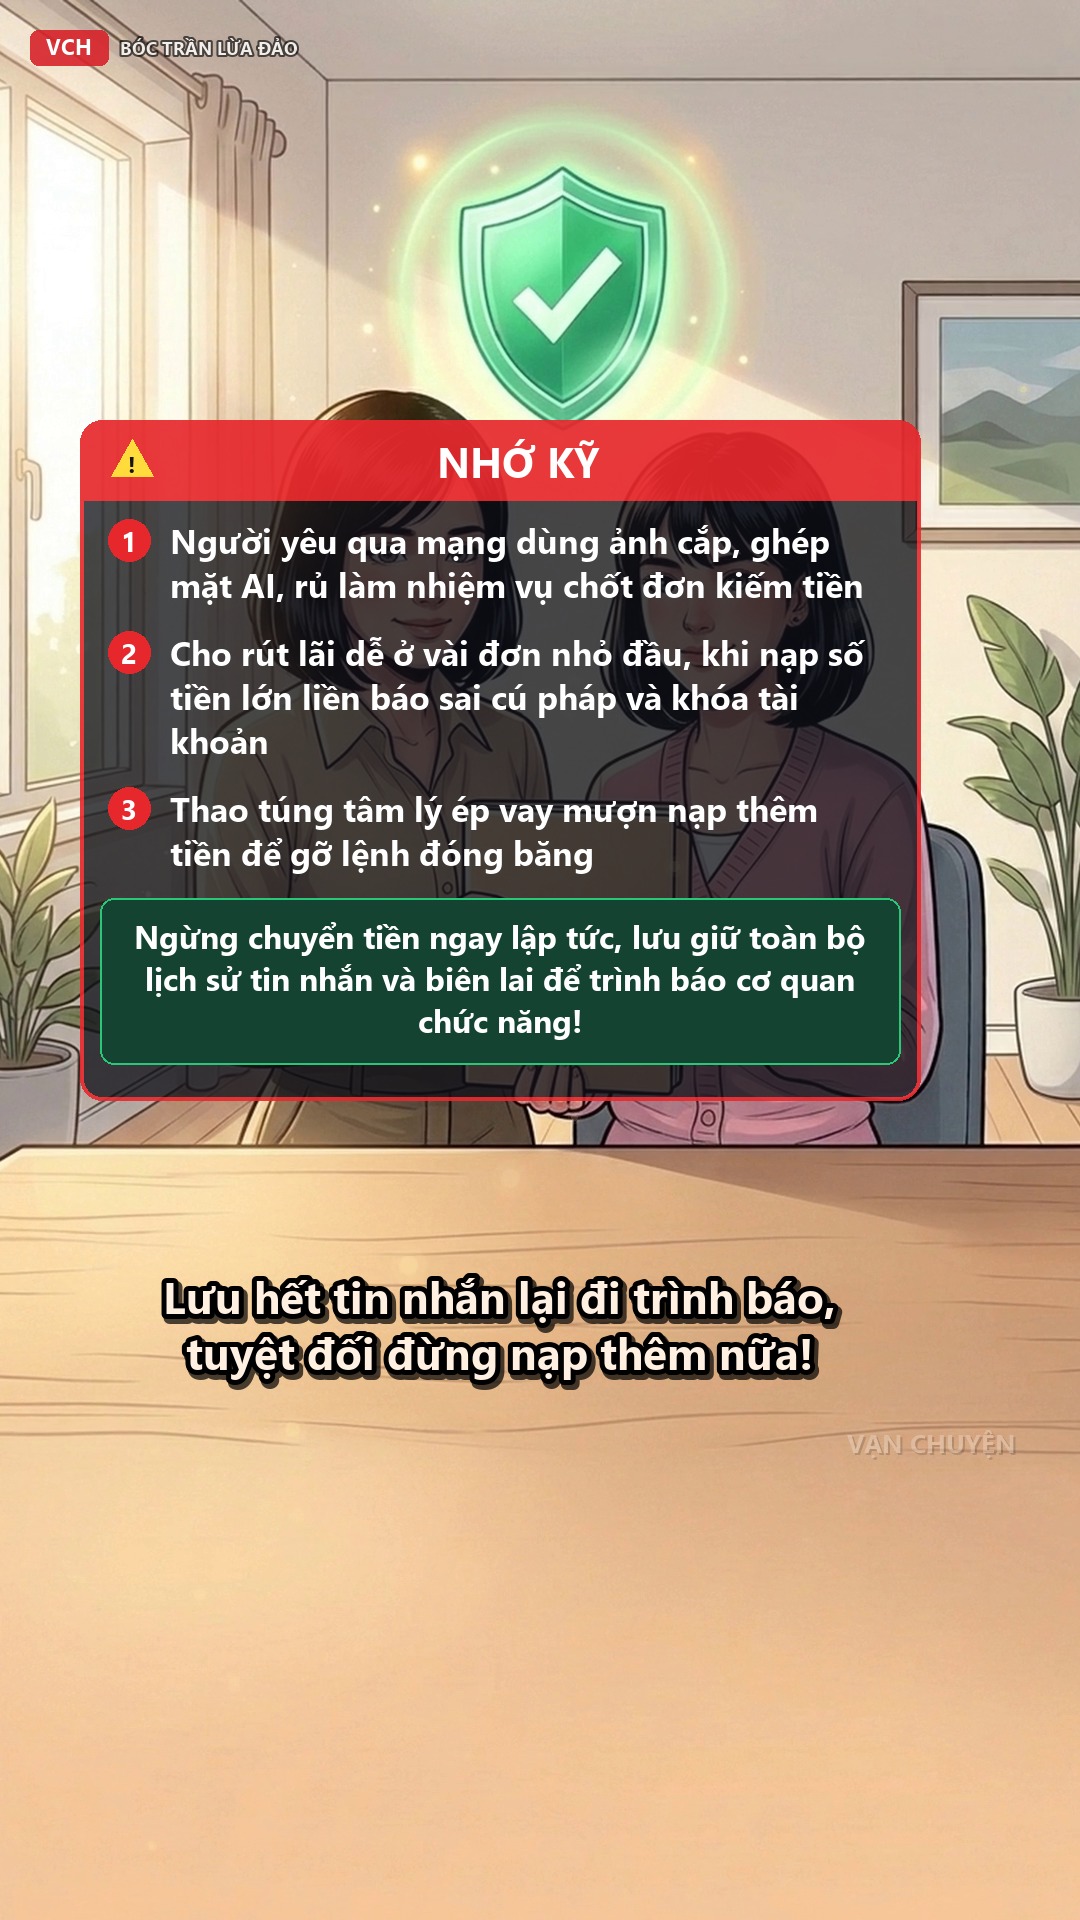 VCH BÓC TRẦN LỪA ĐẢO
! NHỚ KỸ
1 Người yêu qua mạng dùng ảnh cắp, ghép
mặt AI, rủ làm nhiệm vụ chốt đơn kiếm tiền
2 Cho rút lãi dễ ở vài đơn nhỏ đầu, khi nạp số
tiền lớn liền báo sai cú pháp và khóa tài
khoản
3 Thao túng tâm lý ép vay mượn nạp thêm
tiền để gỡ lệnh đóng băng
Ngừng chuyển tiền ngay lập tức, lưu giữ toàn bộ
lịch sử tin nhắn và biên lai để trình báo cơ quan
chức năng!
Lưu hết tin nhắn lại đi trình báo,
tuyệt đối đừng nạp thêm nữa!
VẠN CHUYỆN